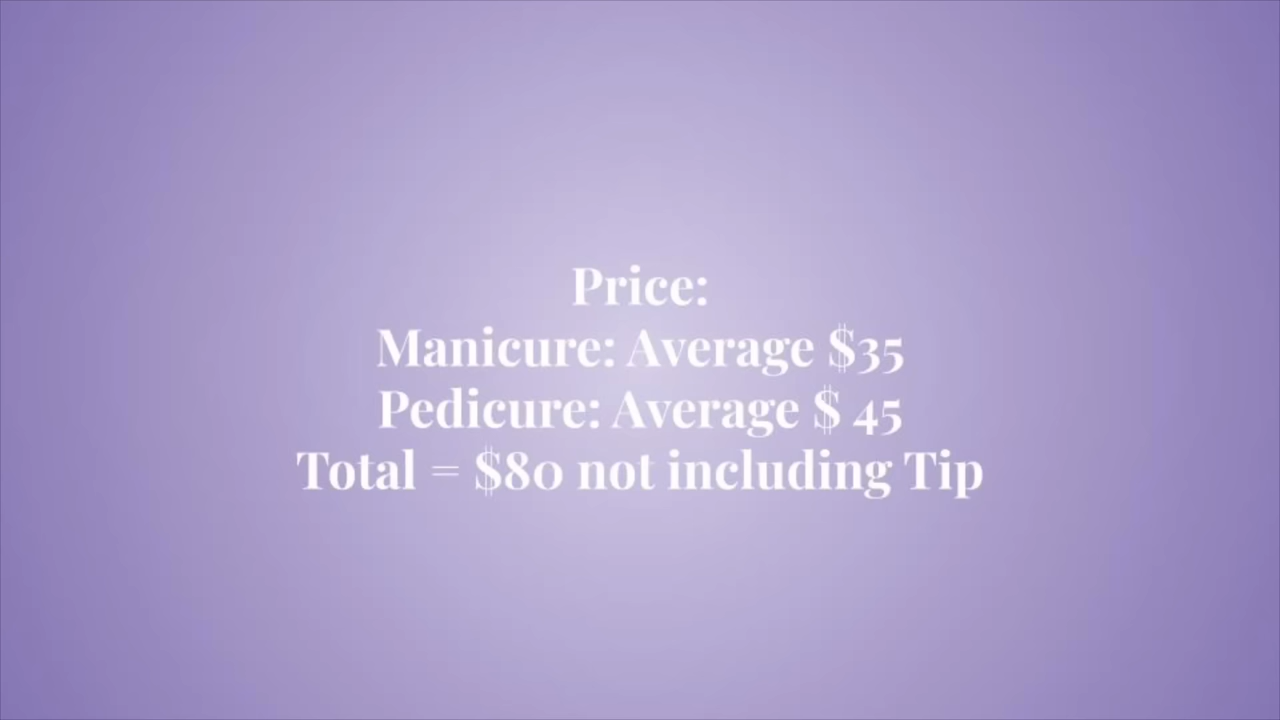 Price:
Manicure: Average $35
Pedicure: Average $ 45
Total = $80 not including Tip